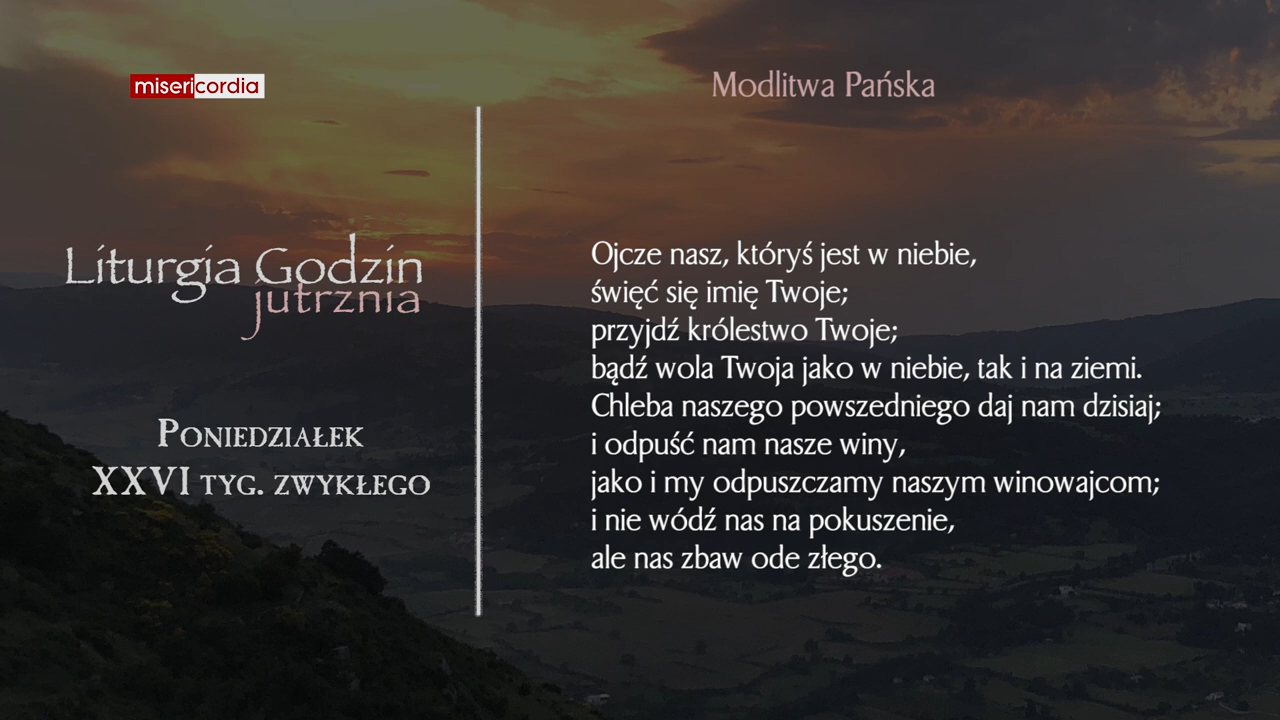 misericordia
Liturgia Godzin
jutrznia
Poniedziałek
XXVI tyg. zwykłego
Modlitwa Pańska
Ojcze nasz, któryś jest w niebie,
święć się imię Twoje;
przyjdź królestwo Twoje;
bądź wola Twoja jako w niebie, tak i na ziemi.
Chleba naszego powszedniego daj nam dzisiaj;
i odpuść nam nasze winy,
jako i my odpuszczamy naszym winowajcom;
i nie wódź nas na pokuszenie,
ale nas zbaw ode złego.